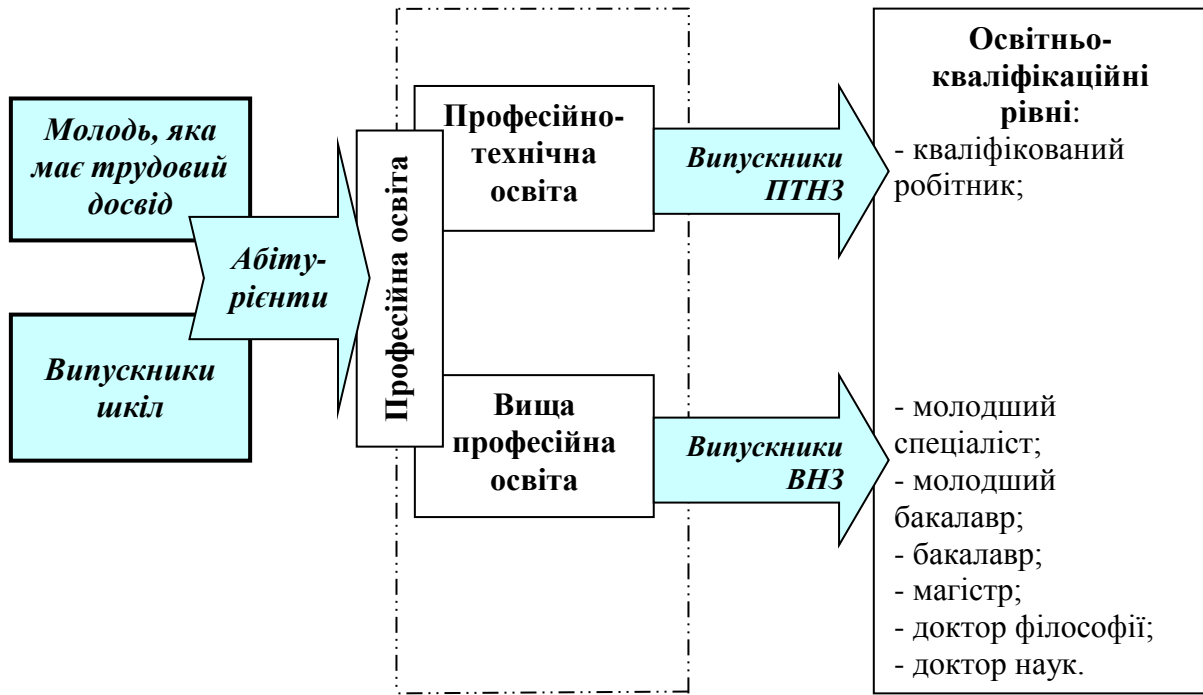 Молодь, яка
має трудовий
досвід
Випускники
шкіл
Абіту-
рієнти
Професійна освіта
Професійно-
технічна
освіта
Вища
професійна
освіта
Випускники
ПТНЗ
Випускники
ВНЗ
Освітньо-
кваліфікаційні
рівні:
- кваліфікований
робітник;
- молодший
спеціаліст;
- молодший
бакалавр;
- бакалавр;
- магістр;
- доктор філософії;
- доктор наук.